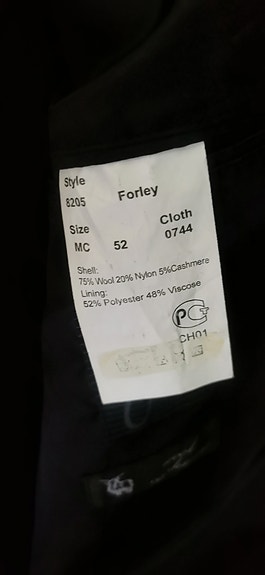 Style
8205 Forley
Size Cloth
MC 52 0744
Shell:
75% Wool 20% Nylon 5%Cashmere
Lining:
52% Polyester 48% Viscose
РСТ
CH01